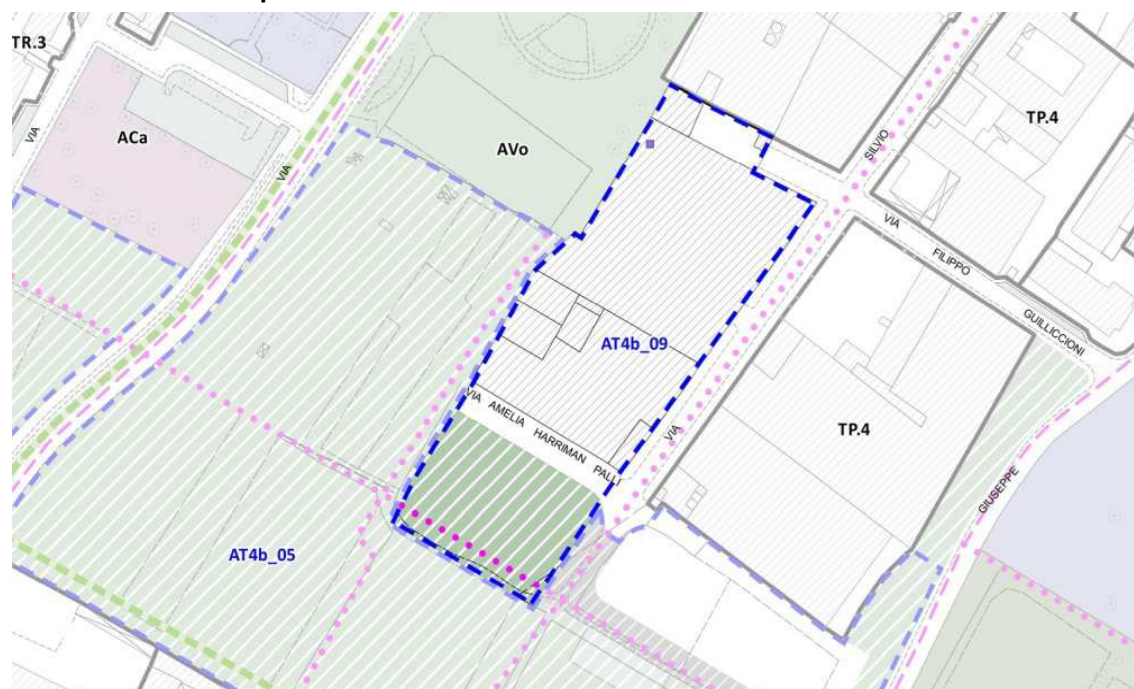 TR.3
VIA
ACa
VIA
AVo
SILVIO
TP.4
VIA
FILIPPO
GUILLICCIONI
AT4b_09
VIA AMELIA HARRIMAN PALLI
VIA
TP.4
GIUSEPPE
AT4b_05